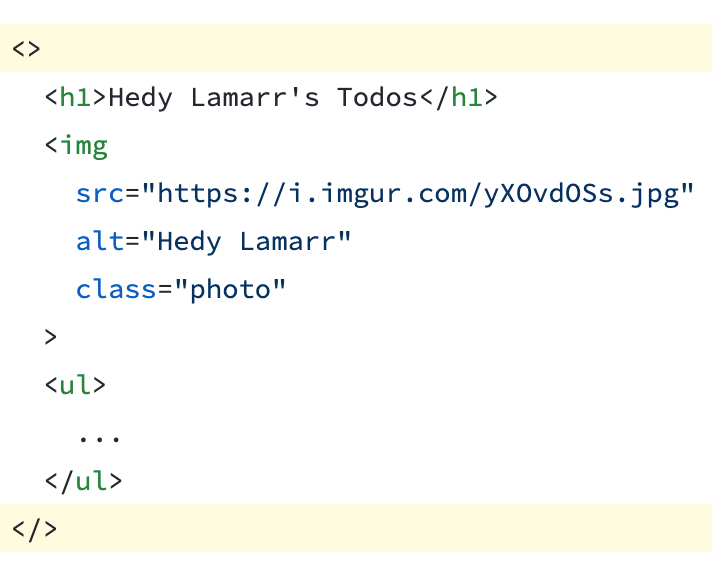 <>
  <h1>Hedy Lamarr's Todos</h1>
  <img
    src="https://i.imgur.com/yXOvdOSs.jpg"
    alt="Hedy Lamarr"
    class="photo"
  >
  <ul>
    ...
  </ul>
</>